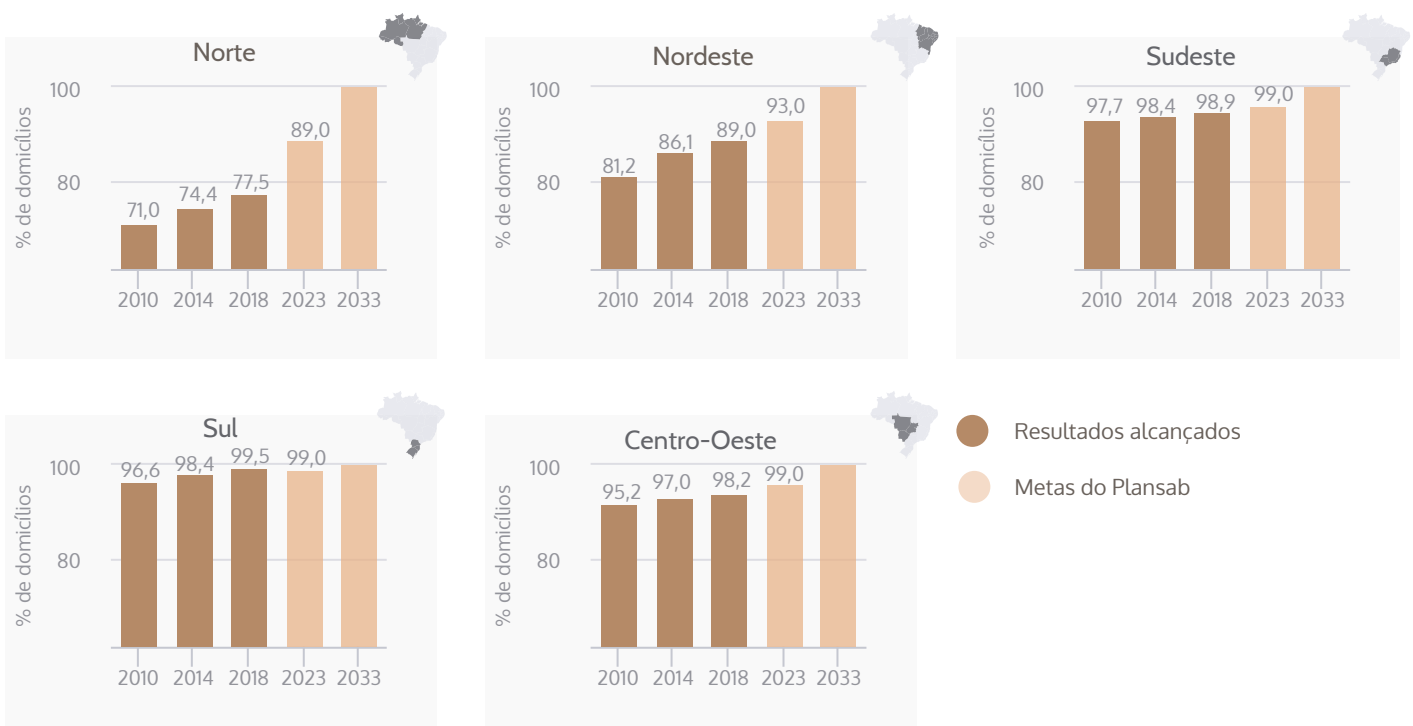 Norte
% de domicílios
100
80
71,0
74,4
77,5
89,0
2010 2014 2018 2023 2033
Nordeste
% de domicílios
100
80
81,2
86,1
89,0
93,0
2010 2014 2018 2023 2033
Sudeste
% de domicílios
100
80
97,7
98,4
98,9
99,0
2010 2014 2018 2023 2033
Sul
% de domicílios
100
80
96,6
98,4
99,5
99,0
2010 2014 2018 2023 2033
Centro-Oeste
% de domicílios
100
80
95,2
97,0
98,2
99,0
2010 2014 2018 2023 2033
Resultados alcançados
Metas do Plansab